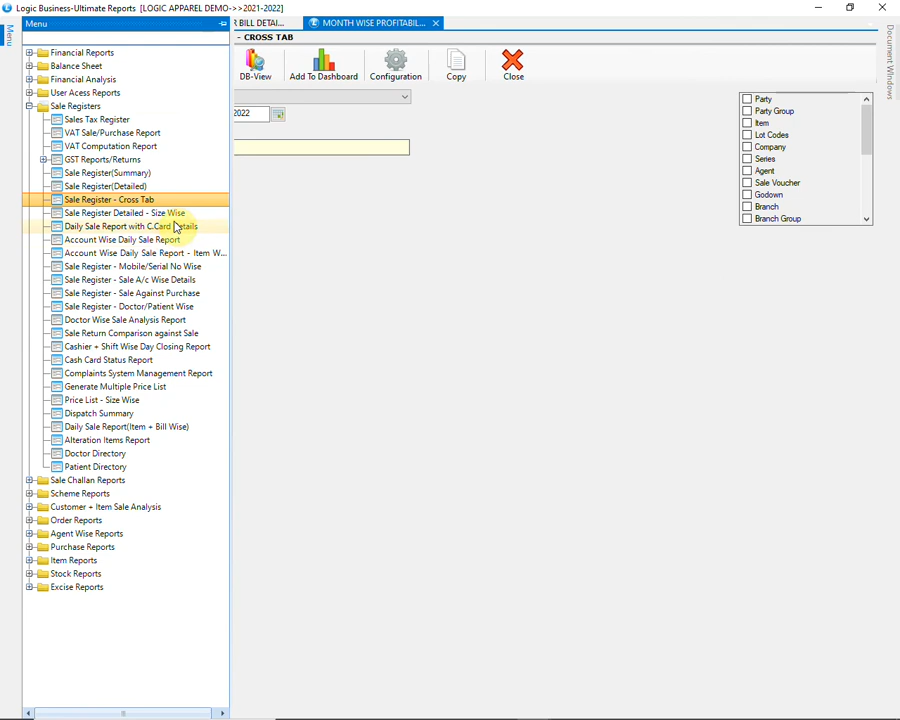 Logic Business-Ultimate Reports [LOGIC APPAREL DEMO->>2021-2022]
Menu
R BILL DETAI...
MONTH WISE PROFITABIL...
Menu
- CROSS TAB
Document Windows
DB-View
Add To Dashboard
Configuration
Copy
Close
2022
Financial Reports
Balance Sheet
Financial Analysis
User Acess Reports
Sale Registers
Sales Tax Register
VAT Sale/Purchase Report
VAT Computation Report
GST Reports/Returns
Sale Register(Summary)
Sale Register(Detailed)
Sale Register - Cross Tab
Sale Register Detailed - Size Wise
Daily Sale Report with C.Card Details
Account Wise Daily Sale Report
Account Wise Daily Sale Report - Item W...
Sale Register - Mobile/Serial No Wise
Sale Register - Sale A/c Wise Details
Sale Register - Sale Against Purchase
Sale Register - Doctor/Patient Wise
Doctor Wise Sale Analysis Report
Sale Return Comparison against Sale
Cashier + Shift Wise Day Closing Report
Cash Card Status Report
Complaints System Management Report
Generate Multiple Price List
Price List - Size Wise
Dispatch Summary
Daily Sale Report(Item + Bill Wise)
Alteration Items Report
Doctor Directory
Patient Directory
Sale Challan Reports
Scheme Reports
Customer + Item Sale Analysis
Order Reports
Agent Wise Reports
Purchase Reports
Item Reports
Stock Reports
Excise Reports
Party
Party Group
Item
Lot Codes
Company
Series
Agent
Sale Voucher
Godown
Branch
Branch Group